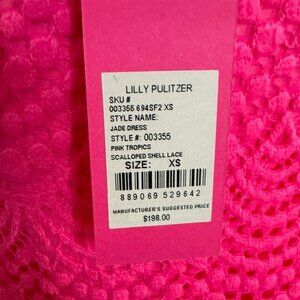 LILLY PULITZER
SKU #
003355 694SF2 XS
STYLE NAME:
JADE DRESS
STYLE #: 003355
PINK TROPICS
SCALLOPED SHELL LACE
SIZE: XS
889069 529642
MANUFACTURER'S SUGGESTED PRICE
$198.00